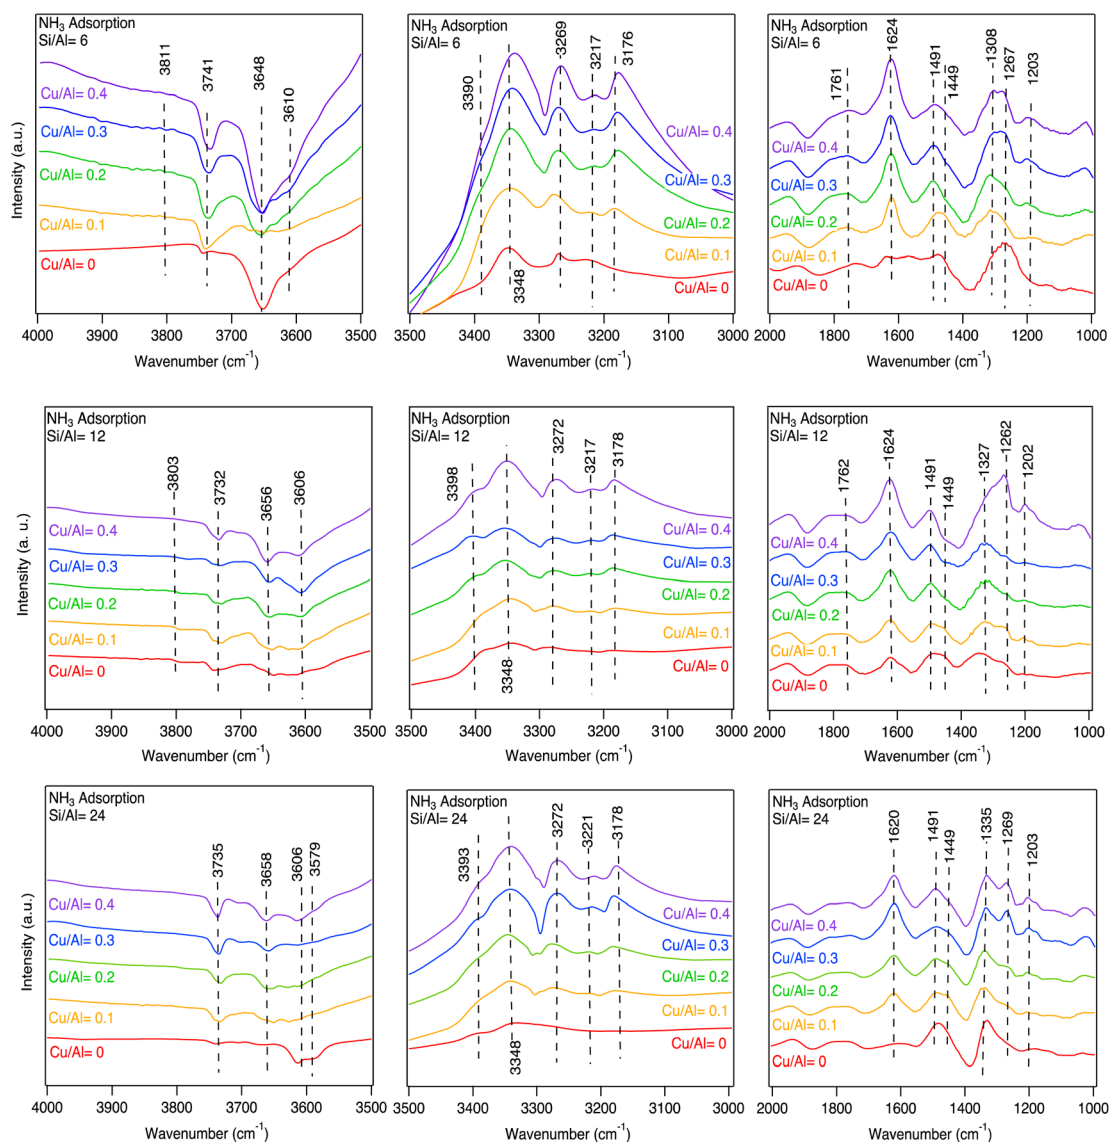 NH3 Adsorption
Si/Al= 6
3811
3741
3648
3610
Cu/Al= 0.4
Cu/Al= 0.3
Cu/Al= 0.2
Cu/Al= 0.1
Cu/Al= 0
Intensity (a.u.)
4000 3900 3800 3700 3600 3500
Wavenumber (cm-1)
NH3 Adsorption
Si/Al= 6
3390
3269
3217
3176
3348
Cu/Al= 0.4
Cu/Al= 0.3
Cu/Al= 0.2
Cu/Al= 0.1
Cu/Al= 0
3500 3400 3300 3200 3100 3000
Wavenumber (cm-1)
NH3 Adsorption
Si/Al= 6
1761
1624
1491
1449
1308
1267
1203
Cu/Al= 0.4
Cu/Al= 0.3
Cu/Al= 0.2
Cu/Al= 0.1
Cu/Al= 0
2000 1800 1600 1400 1200 1000
Wavenumber (cm-1)
NH3 Adsorption
Si/Al= 12
3803
3732
3656
3606
Cu/Al= 0.4
Cu/Al= 0.3
Cu/Al= 0.2
Cu/Al= 0.1
Cu/Al= 0
Intensity (a. u.)
4000 3900 3800 3700 3600 3500
Wavenumber (cm-1)
NH3 Adsorption
Si/Al= 12
3398
3272
3217
3178
3348
Cu/Al= 0.4
Cu/Al= 0.3
Cu/Al= 0.2
Cu/Al= 0.1
Cu/Al= 0
3500 3400 3300 3200 3100 3000
Wavenumber (cm-1)
NH3 Adsorption
Si/Al= 12
1762
1624
1491
1449
1327
1262
1202
Cu/Al= 0.4
Cu/Al= 0.3
Cu/Al= 0.2
Cu/Al= 0.1
Cu/Al= 0
2000 1800 1600 1400 1200 1000
Wavenumber (cm-1)
NH3 Adsorption
Si/Al= 24
3735
3658
3606
3579
Cu/Al= 0.4
Cu/Al= 0.3
Cu/Al= 0.2
Cu/Al= 0.1
Cu/Al= 0
Intensity (a.u.)
4000 3900 3800 3700 3600 3500
Wavenumber (cm-1)
NH3 Adsorption
Si/Al= 24
3393
3272
3221
3178
3348
Cu/Al= 0.4
Cu/Al= 0.3
Cu/Al= 0.2
Cu/Al= 0.1
Cu/Al= 0
3500 3400 3300 3200 3100 3000
Wavenumber (cm-1)
NH3 Adsorption
Si/Al= 24
1620
1491
1449
1335
1269
1203
Cu/Al= 0.4
Cu/Al= 0.3
Cu/Al= 0.2
Cu/Al= 0.1
Cu/Al= 0
2000 1800 1600 1400 1200 1000
Wavenumber (cm-1)